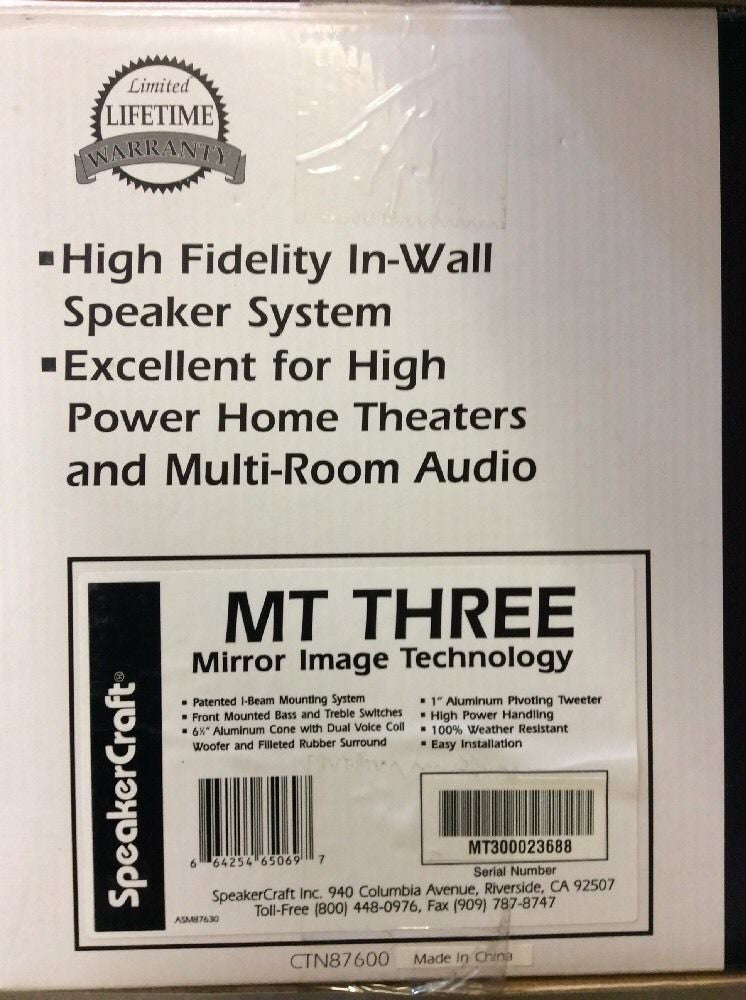 Limited
LIFETIME
WARRANTY
▪High Fidelity In-Wall
Speaker System
▪Excellent for High
Power Home Theaters
and Multi-Room Audio
SpeakerCraft®
MT THREE
Mirror Image Technology
▪ Patented I-Beam Mounting System
▪ Front Mounted Bass and Treble Switches
▪ 6½" Aluminum Cone with Dual Voice Coil
Woofer and Filleted Rubber Surround
▪ 1" Aluminum Pivoting Tweeter
▪ High Power Handling
▪ 100% Weather Resistant
▪ Easy Installation
6 64254 65069 7
MT300023688
Serial Number
SpeakerCraft Inc. 940 Columbia Avenue, Riverside, CA 92507
Toll-Free (800) 448-0976, Fax (909) 787-8747
ASM87630
CTN87600 Made In China